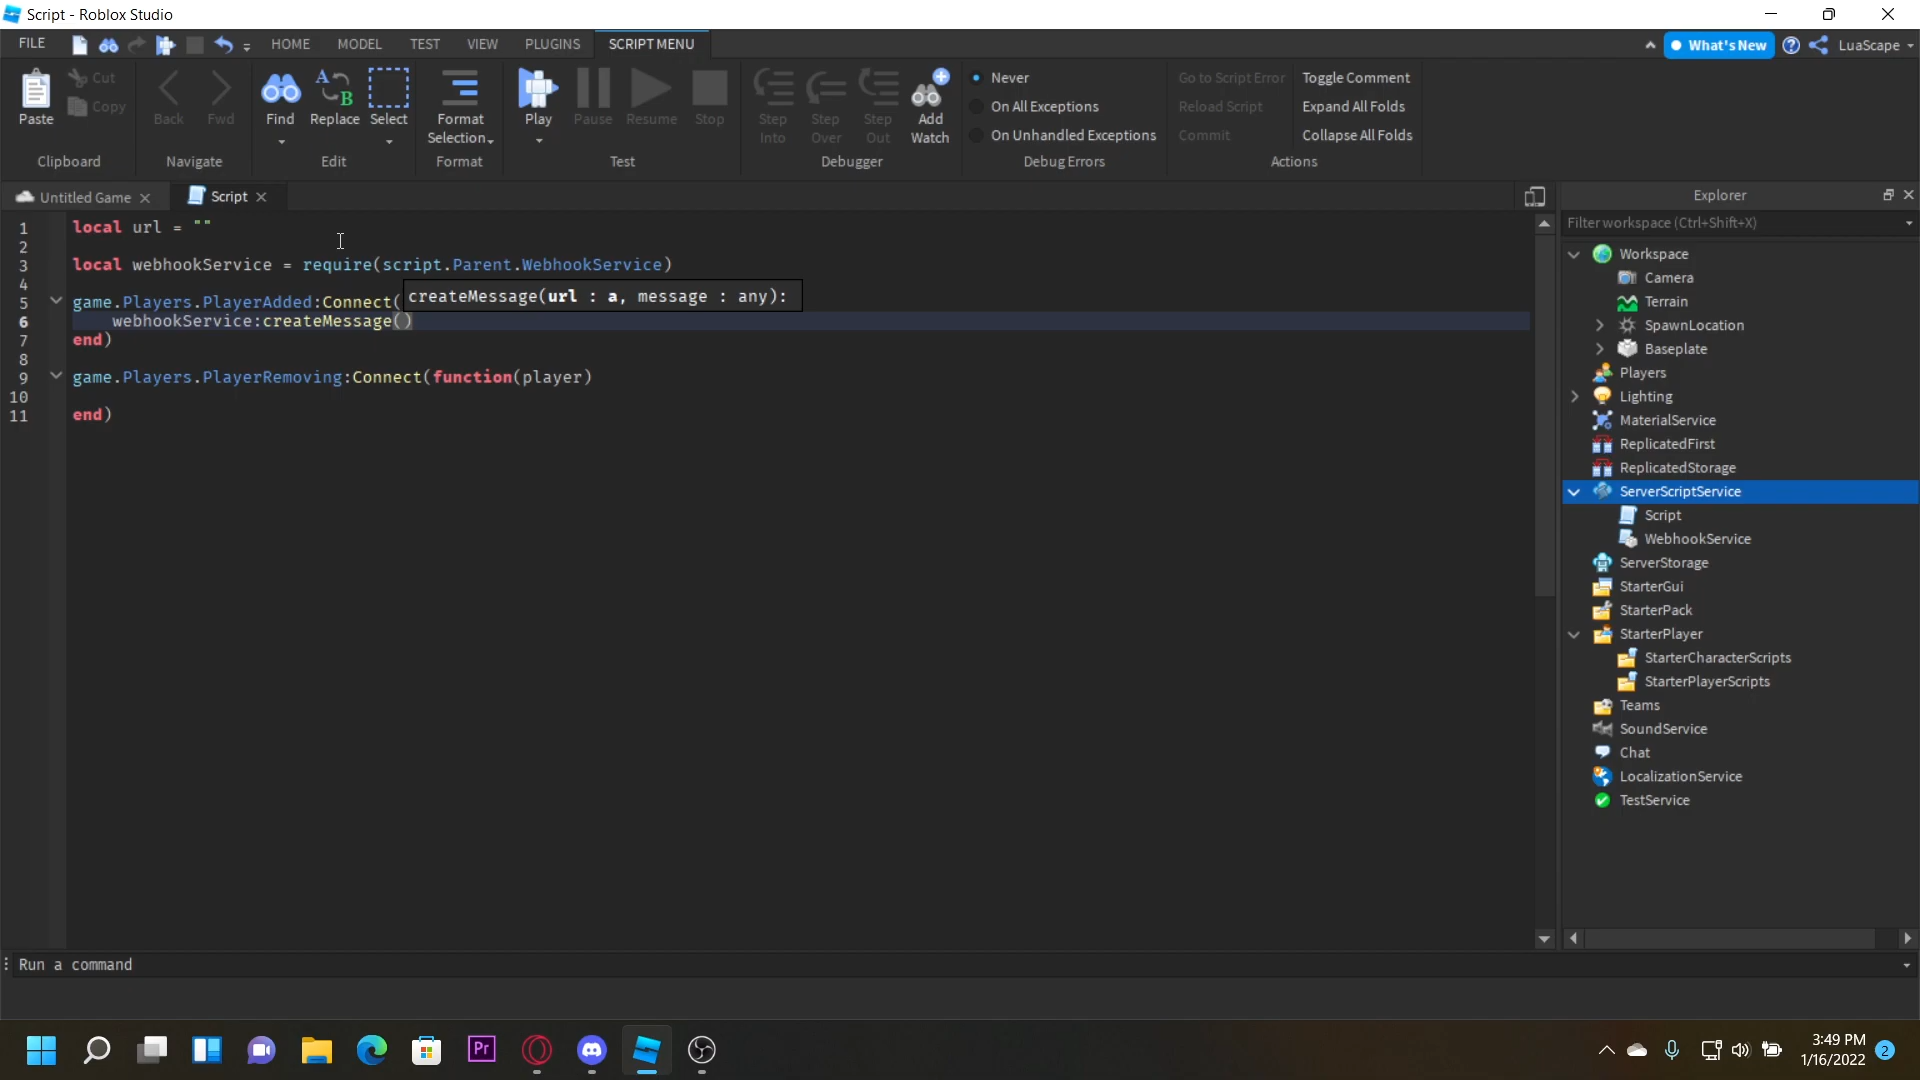 Script - Roblox Studio
FILE
HOME
MODEL
TEST
VIEW
PLUGINS
SCRIPT MENU
What's New
LuaScape
Paste
Cut
Copy
Clipboard
Back
Fwd
Navigate
Find
Replace
Select
Edit
Format
Selection
Format
Play
Pause
Resume
Stop
Test
Step
Into
Step
Over
Step
Out
Add
Watch
Debugger
Never
On All Exceptions
On Unhandled Exceptions
Debug Errors
Go to Script Error
Reload Script
Commit
Toggle Comment
Expand All Folds
Collapse All Folds
Actions
Untitled Game
Script
1 local url = ""
2
3 local webhookService = require(script.Parent.WebhookService)
4
5 game.Players.PlayerAdded:Connect(
createMessage(url : a, message : any):
6 webhookService:createMessage()
7 end)
8
9 game.Players.PlayerRemoving:Connect(function(player)
10
11 end)
Explorer
Filter workspace (Ctrl+Shift+X)
Workspace
Camera
Terrain
SpawnLocation
Baseplate
Players
Lighting
MaterialService
ReplicatedFirst
ReplicatedStorage
ServerScriptService
Script
WebhookService
ServerStorage
StarterGui
StarterPack
StarterPlayer
StarterCharacterScripts
StarterPlayerScripts
Teams
SoundService
Chat
LocalizationService
TestService
Run a command
Pr
3:49 PM
1/16/2022
2